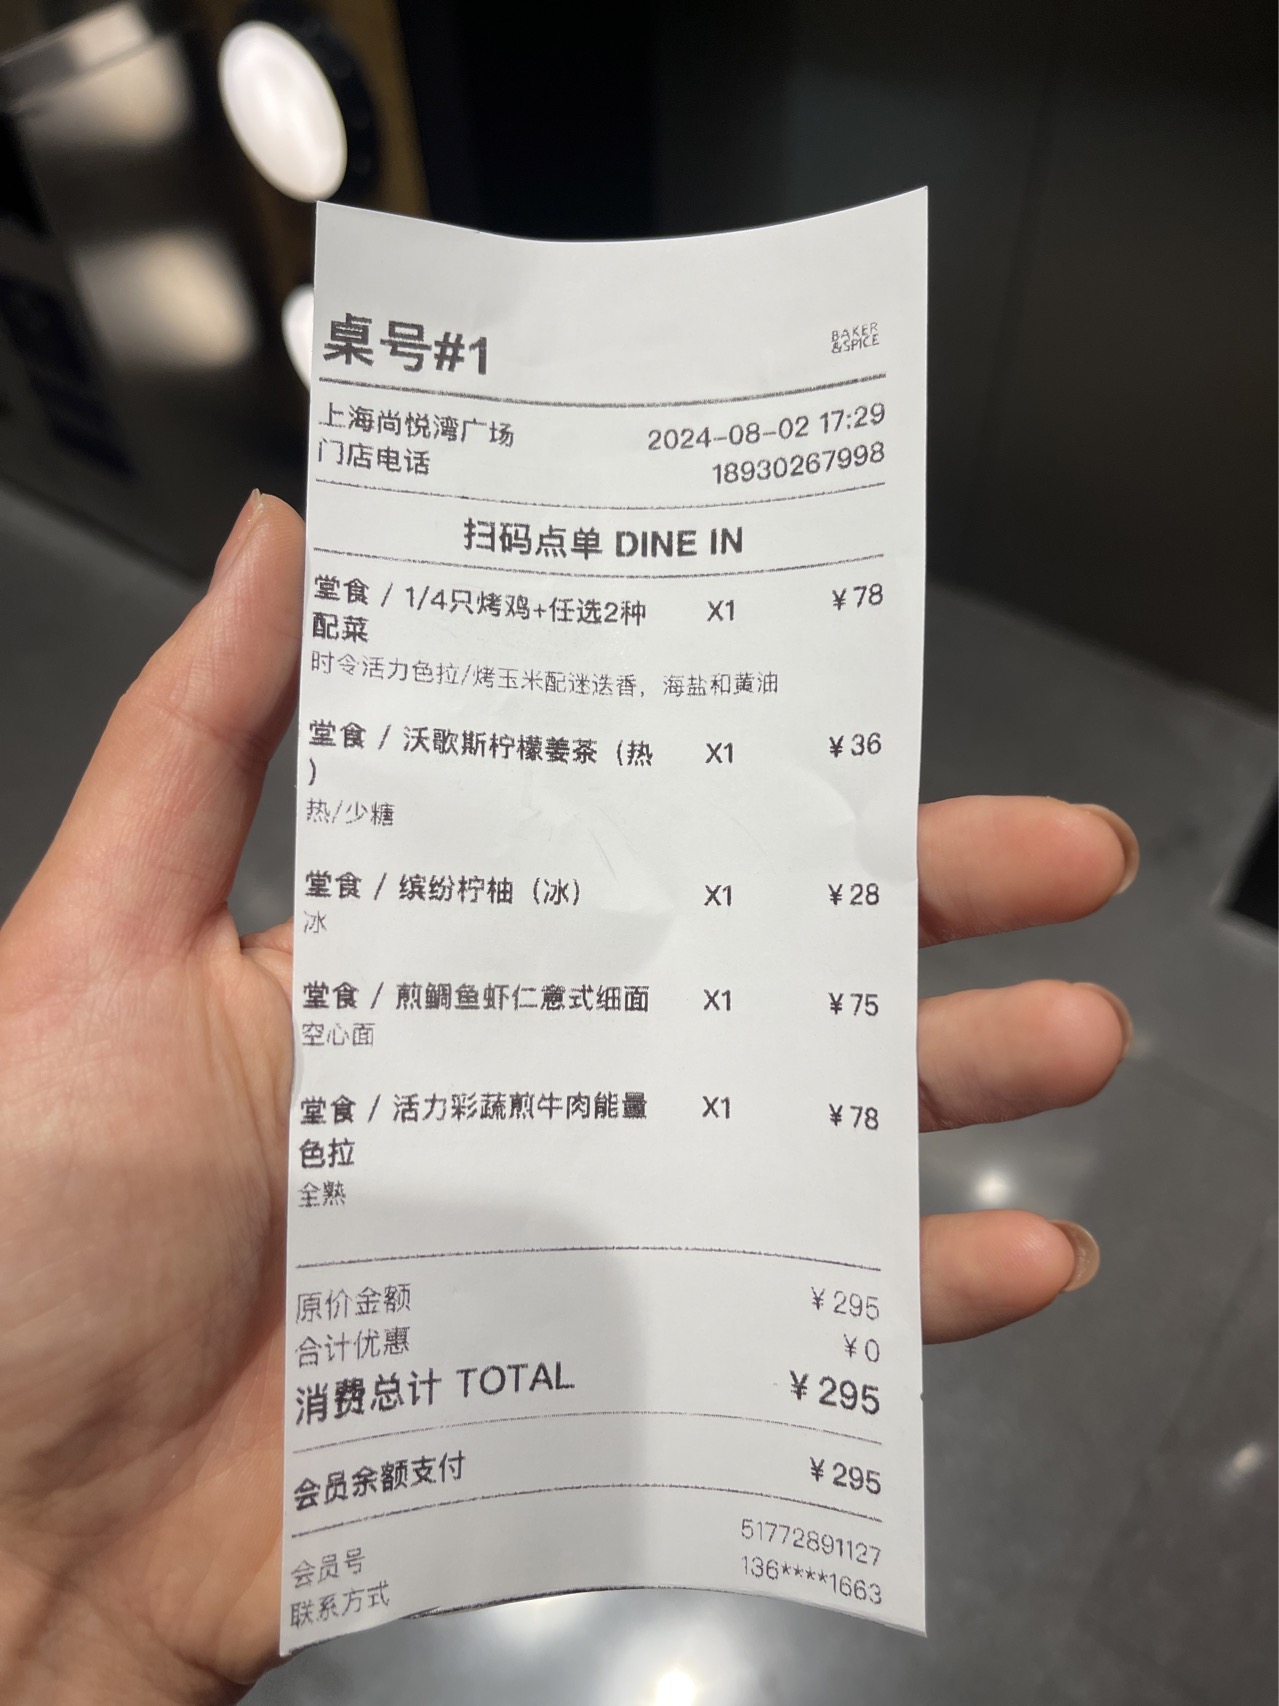 桌号#1
BAKER
&SPICE
上海尚悦湾广场 2024-08-02 17:29
门店电话 18930267998
扫码点单 DINE IN
堂食 / 1/4只烤鸡+任选2种 X1 ¥78
配菜
时令活力色拉/烤玉米配迷迭香，海盐和黄油
堂食 / 沃歌斯柠檬姜茶（热 X1 ¥36
）
热/少糖
堂食 / 缤纷柠柚（冰） X1 ¥28
冰
堂食 / 煎鲷鱼虾仁意式细面 X1 ¥75
空心面
堂食 / 活力彩蔬煎牛肉能量 X1 ¥78
色拉
全熟
原价金额 ¥295
合计优惠 ¥0
消费总计 TOTAL ¥295
会员余额支付 ¥295
会员号 51772891127
联系方式 136****1663